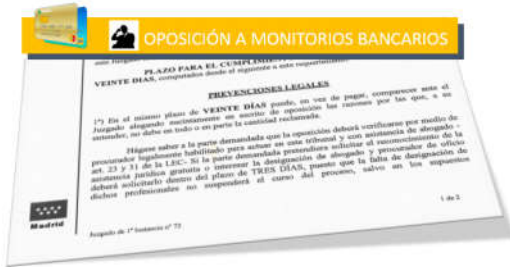 OPOSICIÓN A MONITORIOS BANCARIOS
PLAZO PARA EL
VEINTE DIAS, computados desde el siguiente a este requerimiento.
PREVENCIONES LEGALES
1ª) En el mismo plazo de VEINTE DÍAS puede, en vez de pagar, comparecer ante el
Juzgado alegando sucintamente en escrito de oposición las razones por las que, a su
entender, no debe en todo o en parte la cantidad reclamada.
Hágase saber a la parte demandada que la oposición deberá verificarse por medio de
procurador legalmente habilitado para actuar en este tribunal y con asistencia de abogado -
art. 23 y 31 de la LEC-. Si la parte demandada pretendiera solicitar el reconocimiento de la
asistencia jurídica gratuita o interesar la designación de abogado y procurador de oficio
deberá solicitarlo dentro del plazo de TRES DÍAS, puesto que la falta de designación de
dichos profesionales no suspenderá el curso del proceso, salvo en los supuestos
1 de 2
Madrid
Juzgado de 1ª Instancia nº 72